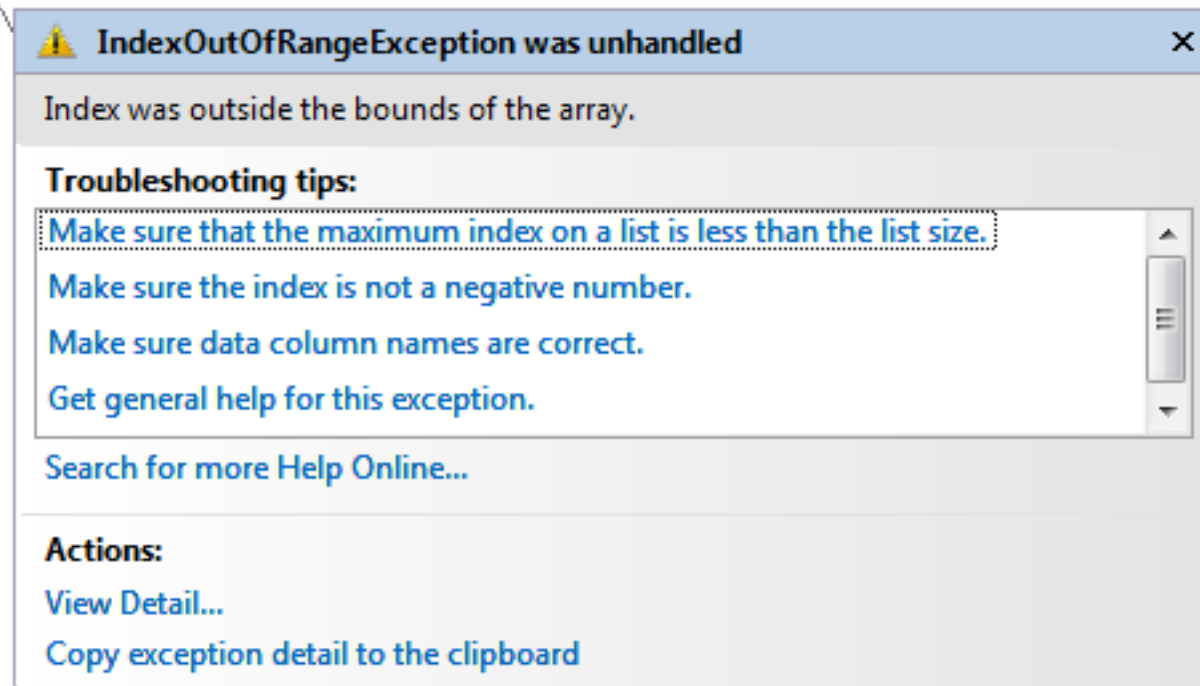 IndexOutOfRangeException was unhandled
Index was outside the bounds of the array.
Troubleshooting tips:
Make sure that the maximum index on a list is less than the list size.
Make sure the index is not a negative number.
Make sure data column names are correct.
Get general help for this exception.
Search for more Help Online...
Actions:
View Detail...
Copy exception detail to the clipboard